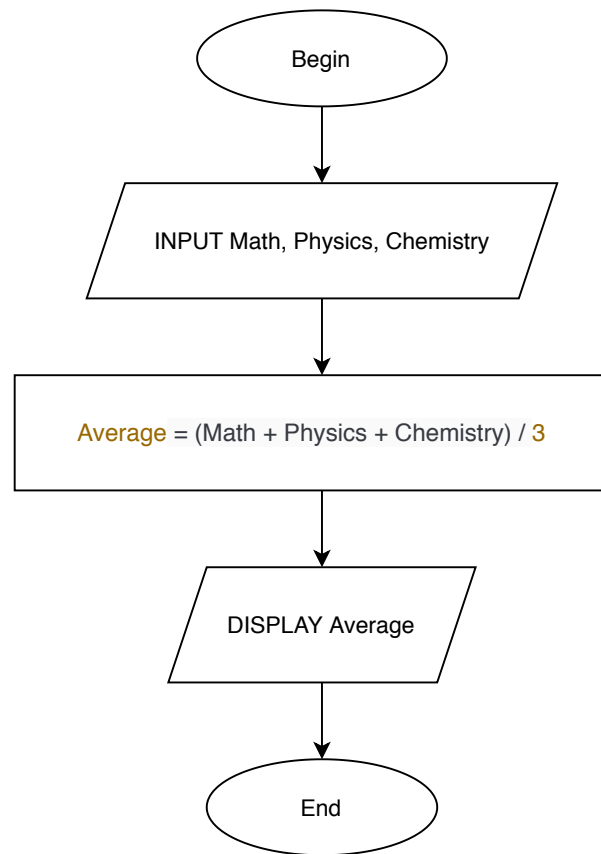 Begin
INPUT Math, Physics, Chemistry
Average = (Math + Physics + Chemistry) / 3
DISPLAY Average
End